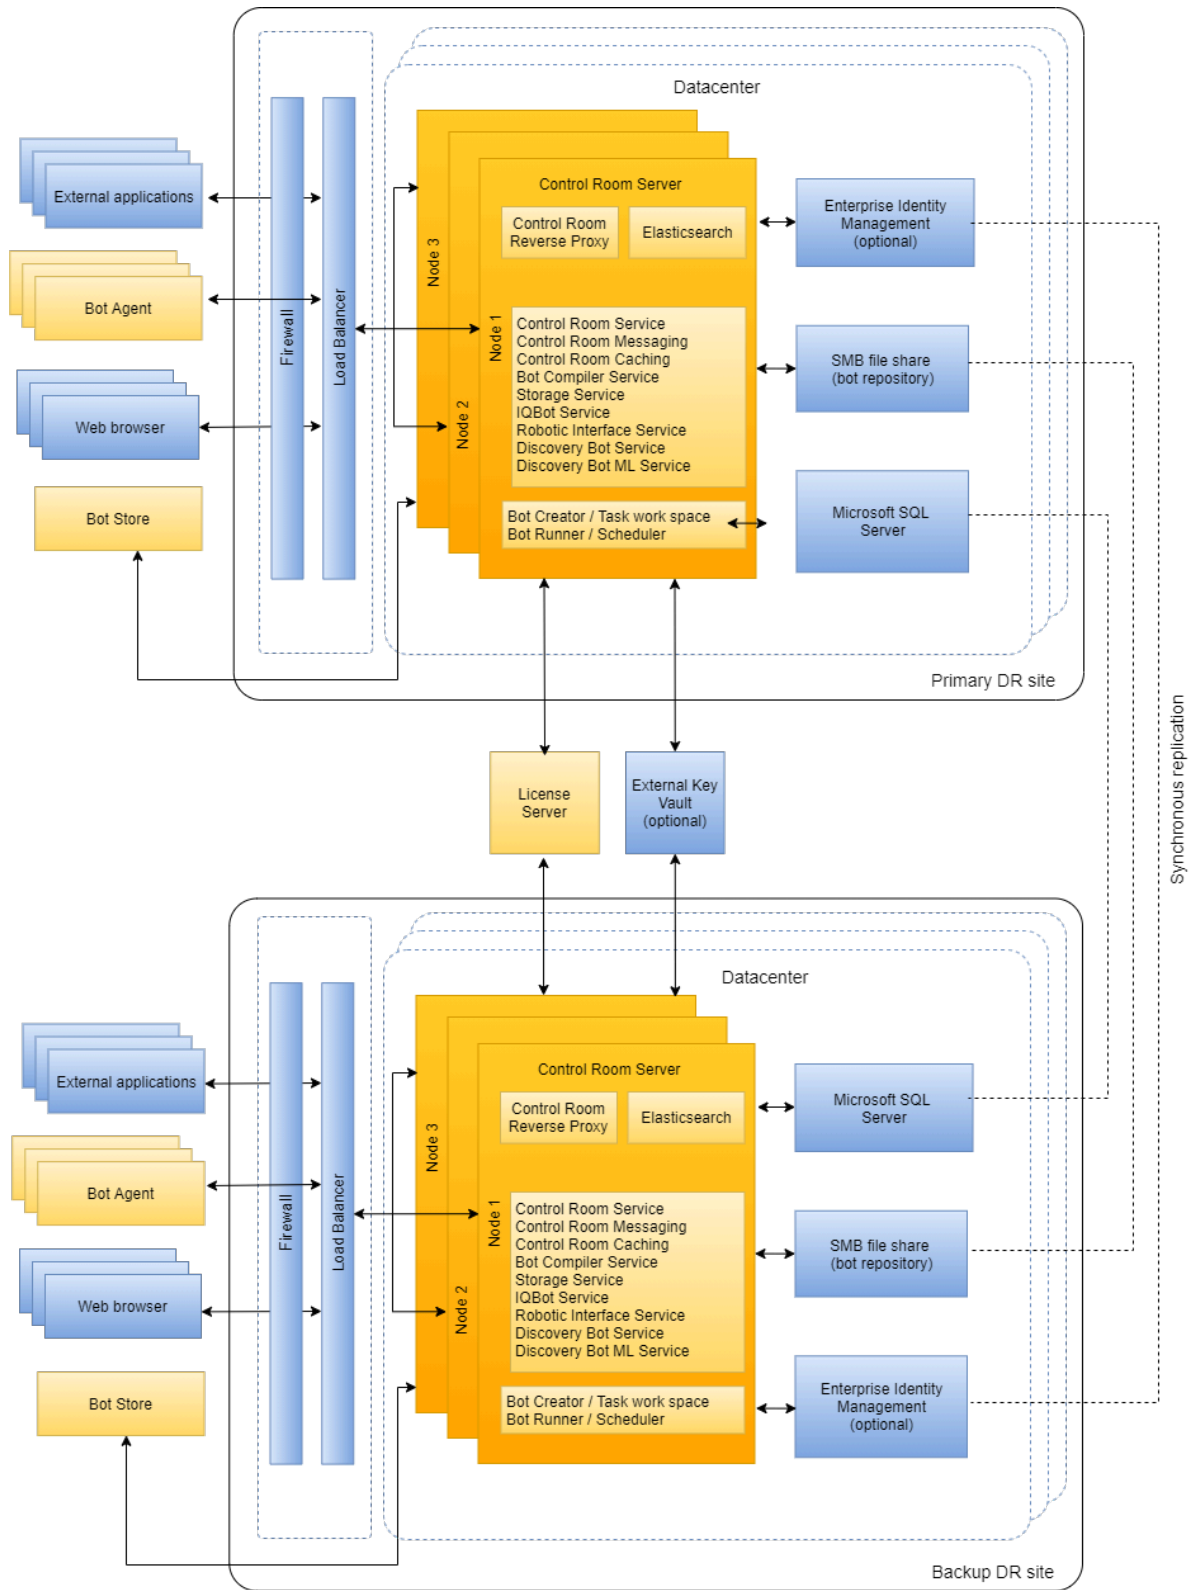 Datacenter
External applications
Bot Agent
Web browser
Bot Store
Firewall
Load Balancer
Node 3
Node 2
Node 1
Control Room Server
Control Room
Reverse Proxy
Elasticsearch
Control Room Service
Control Room Messaging
Control Room Caching
Bot Compiler Service
Storage Service
IQBot Service
Robotic Interface Service
Discovery Bot Service
Discovery Bot ML Service
Bot Creator / Task work space
Bot Runner / Scheduler
Enterprise Identity
Management
(optional)
SMB file share
(bot repository)
Microsoft SQL
Server
Primary DR site
License
Server
External Key
Vault
(optional)
Synchronous replication
Datacenter
External applications
Bot Agent
Web browser
Bot Store
Firewall
Load Balancer
Node 3
Node 2
Node 1
Control Room Server
Control Room
Reverse Proxy
Elasticsearch
Control Room Service
Control Room Messaging
Control Room Caching
Bot Compiler Service
Storage Service
IQBot Service
Robotic Interface Service
Discovery Bot Service
Discovery Bot ML Service
Bot Creator / Task work space
Bot Runner / Scheduler
Microsoft SQL
Server
SMB file share
(bot repository)
Enterprise Identity
Management
(optional)
Backup DR site